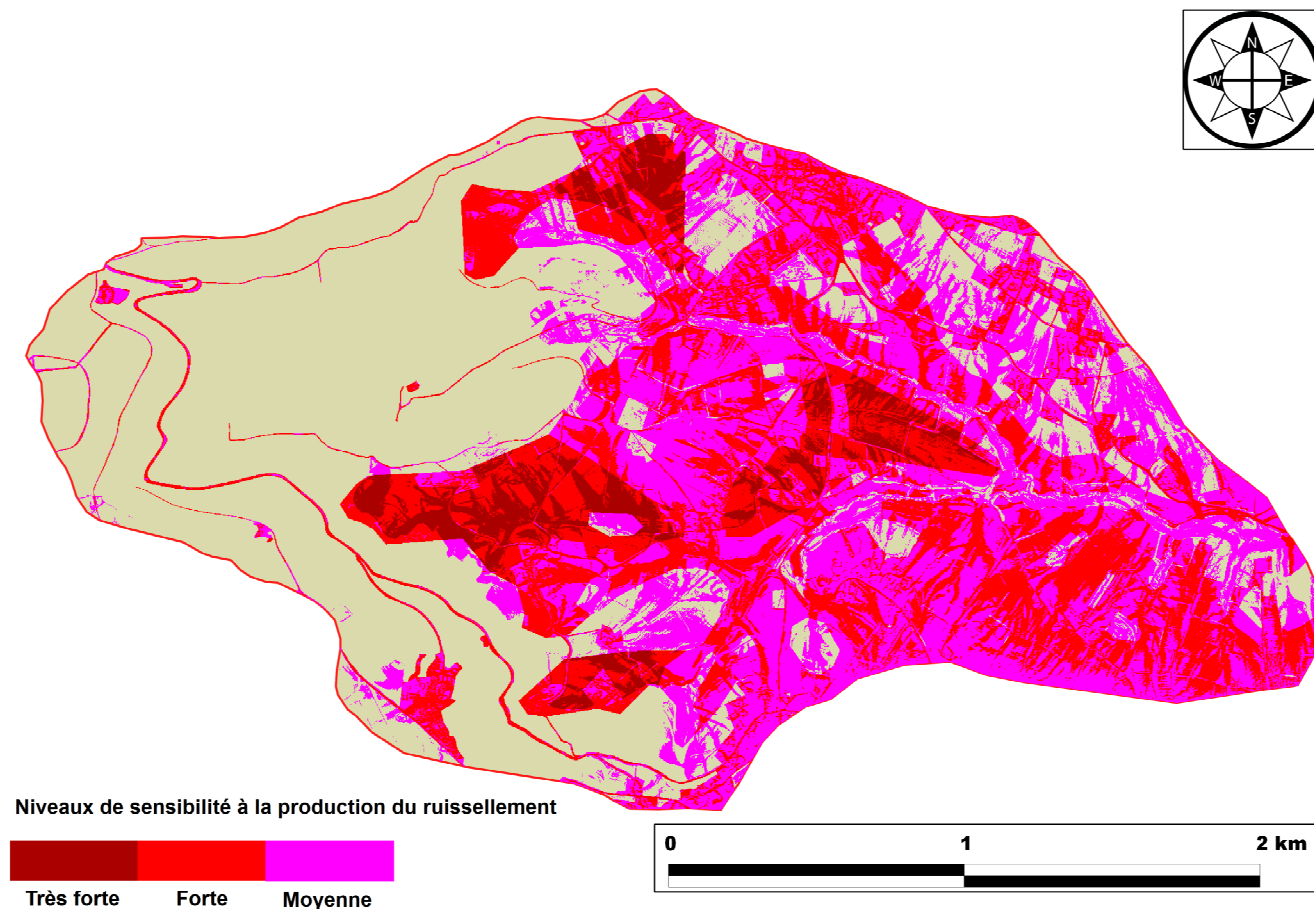 N
W E
S
Niveaux de sensibilité à la production du ruissellement
Très forte Forte Moyenne
0 1 2 km